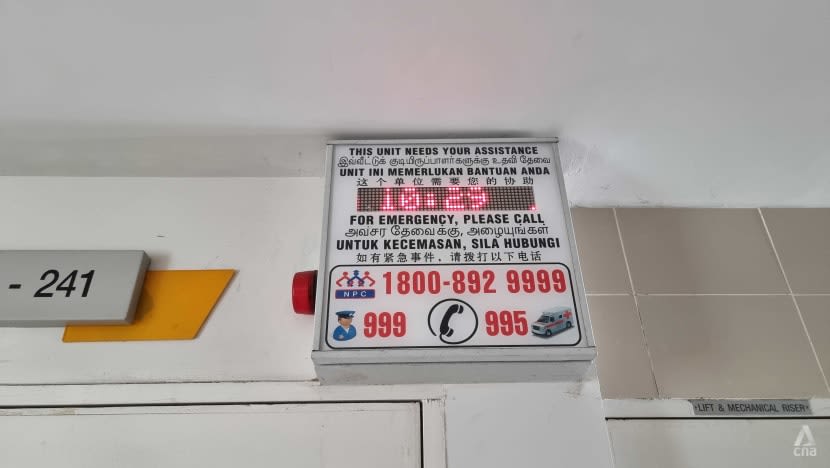 - 241
THIS UNIT NEEDS YOUR ASSISTANCE
இவ்வீட்டுக் குடியிருப்பாளர்களுக்கு உதவி தேவை
UNIT INI MEMERLUKAN BANTUAN ANDA
这个单位需要您的协助
10:29
FOR EMERGENCY, PLEASE CALL
அவசர தேவைக்கு, அழையுங்கள்
UNTUK KECEMASAN, SILA HUBUNGI
如有紧急事件，请拨打以下电话
NPC 1800-892 9999
999 995
LIFT & MECHANICAL RISER
cna